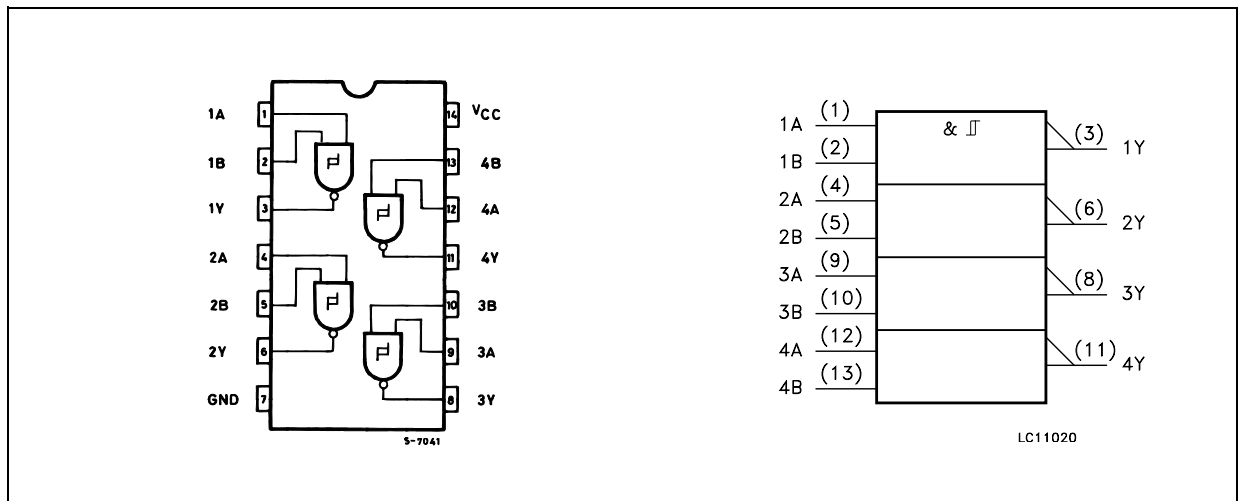 1A 1 14 VCC
1B 2 13 4B
1Y 3 12 4A
2A 4 11 4Y
2B 5 10 3B
2Y 6 9 3A
GND 7 8 3Y
S-7041
& 
1A (1)
1B (2)
2A (4)
2B (5)
3A (9)
3B (10)
4A (12)
4B (13)
(3) 1Y
(6) 2Y
(8) 3Y
(11) 4Y
LC11020